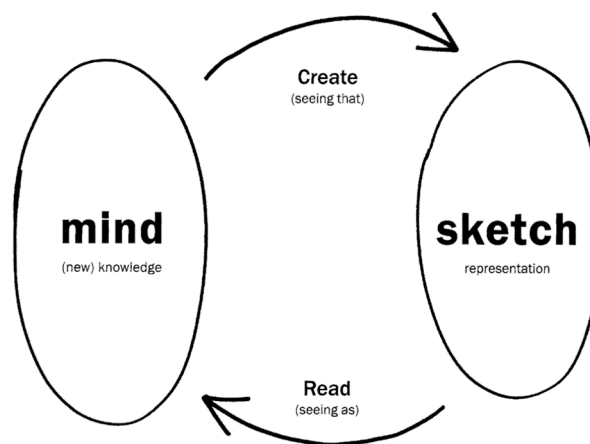 Create
(seeing that)
mind
(new) knowledge
sketch
representation
Read
(seeing as)